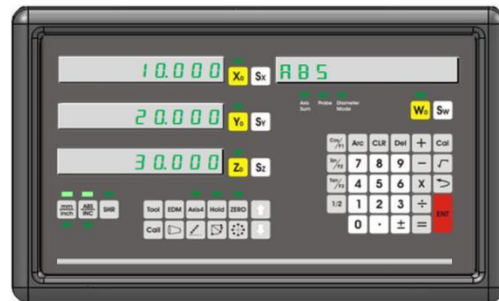 10.000 X₀ Sx ABS
Axis Sum Probe Diameter Mode
20.000 Y₀ Sy W₀ Sw
Cos/F1 Arc CLR Del + Cal
30.000 Z₀ Sz
7 8 9 − √
4 5 6 X
mm/inch ABS/INC SHR
Tool EDM Axis4 Hold ZERO
1/2 1 2 3 ÷ ENT
Call
0 · ± =